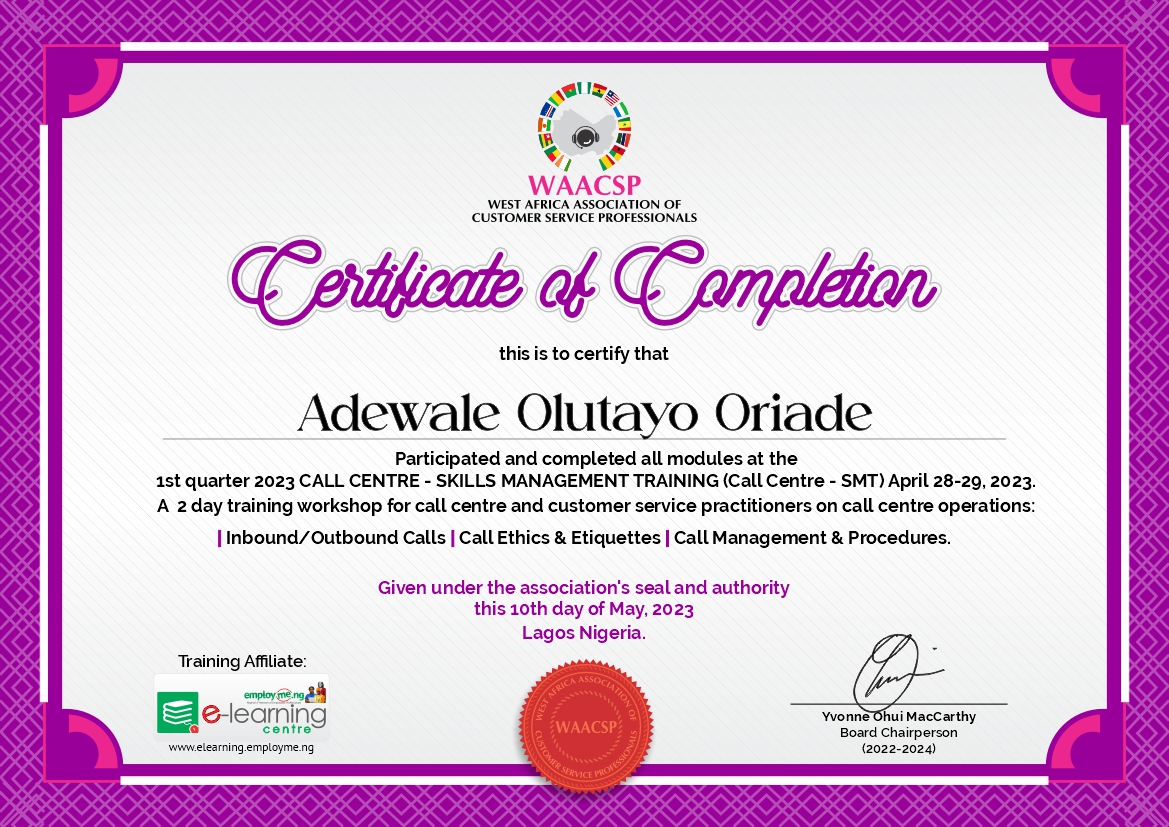 WAACSP
WEST AFRICA ASSOCIATION OF
CUSTOMER SERVICE PROFESSIONALS
Certificate of Completion
this is to certify that
Adewale Olutayo Oriade
Participated and completed all modules at the
1st quarter 2023 CALL CENTRE - SKILLS MANAGEMENT TRAINING (Call Centre - SMT) April 28-29, 2023.
A 2 day training workshop for call centre and customer service practitioners on call centre operations:
| Inbound/Outbound Calls | Call Ethics & Etiquettes | Call Management & Procedures.
Given under the association's seal and authority
this 10th day of May, 2023
Lagos Nigeria.
Training Affiliate:
employ me.ng
e-learning
centre
www.elearning.employme.ng
WEST AFRICA ASSOCIATION OF
WAACSP
CUSTOMER SERVICE PROFESSIONALS
Yvonne Ohui MacCarthy
Board Chairperson
(2022-2024)